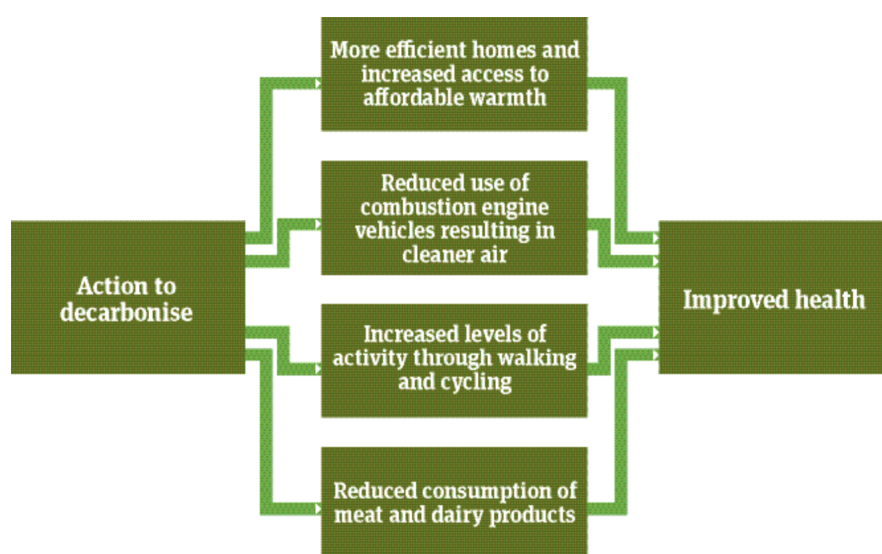 More efficient homes and
increased access to
affordable warmth
Reduced use of
combustion engine
vehicles resulting in
cleaner air
Action to
decarbonise
Improved health
Increased levels of
activity through walking
and cycling
Reduced consumption of
meat and dairy products